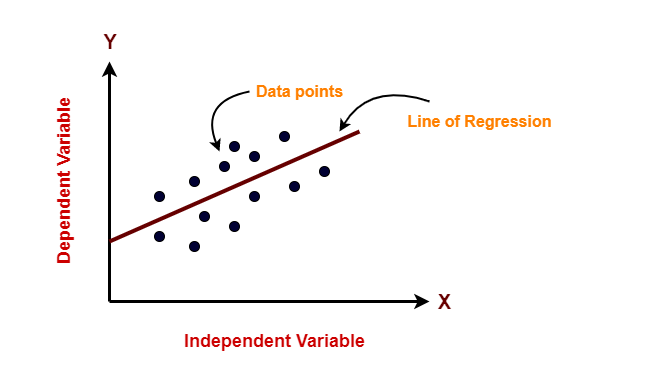 Y
Data points
Line of Regression
Dependent Variable
X
Independent Variable